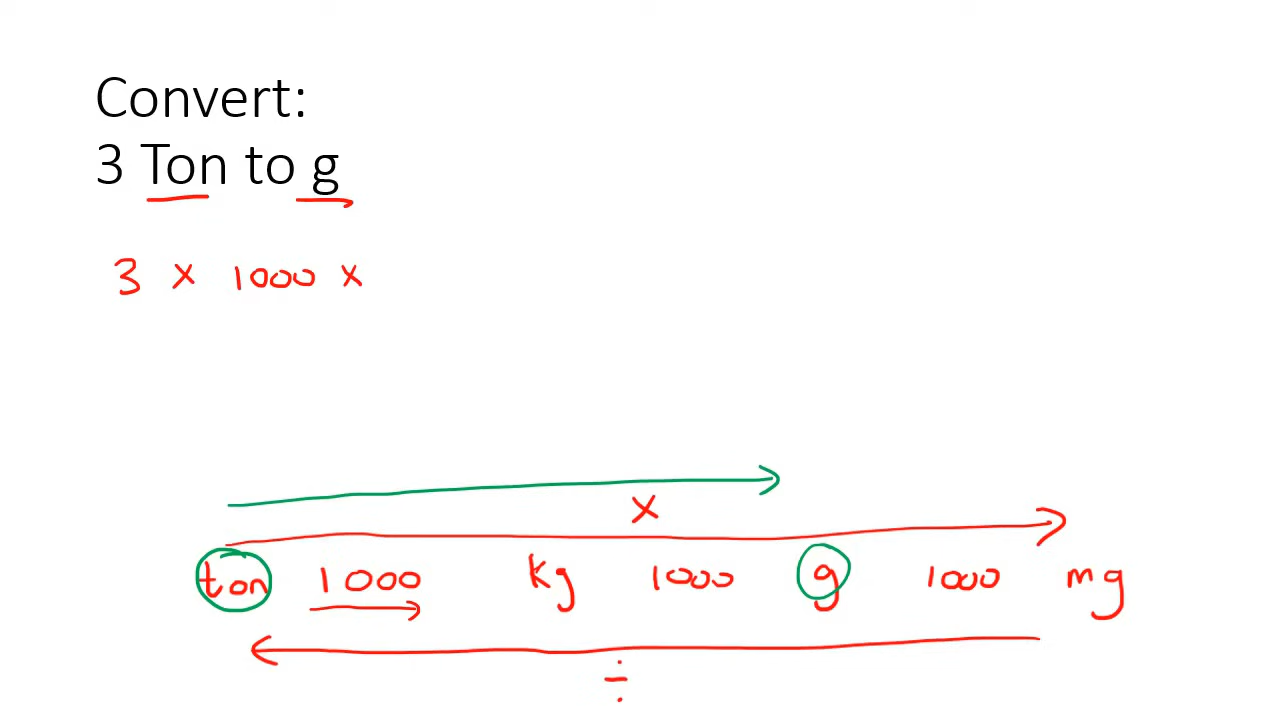 Convert:
3 Ton to g
3 × 1000 ×
×
ton 1000 kg 1000 g 1000 mg
÷